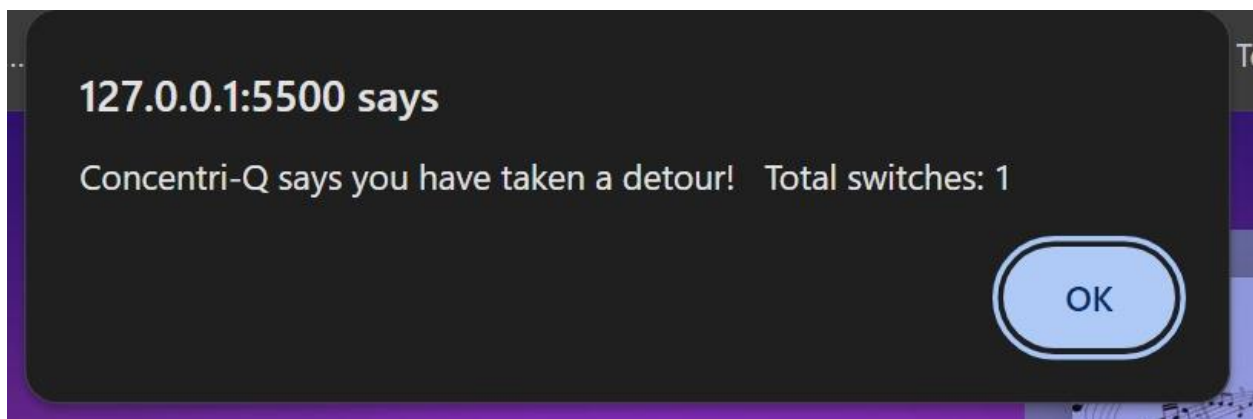 127.0.0.1:5500 says
Concentri-Q says you have taken a detour!   Total switches: 1
OK